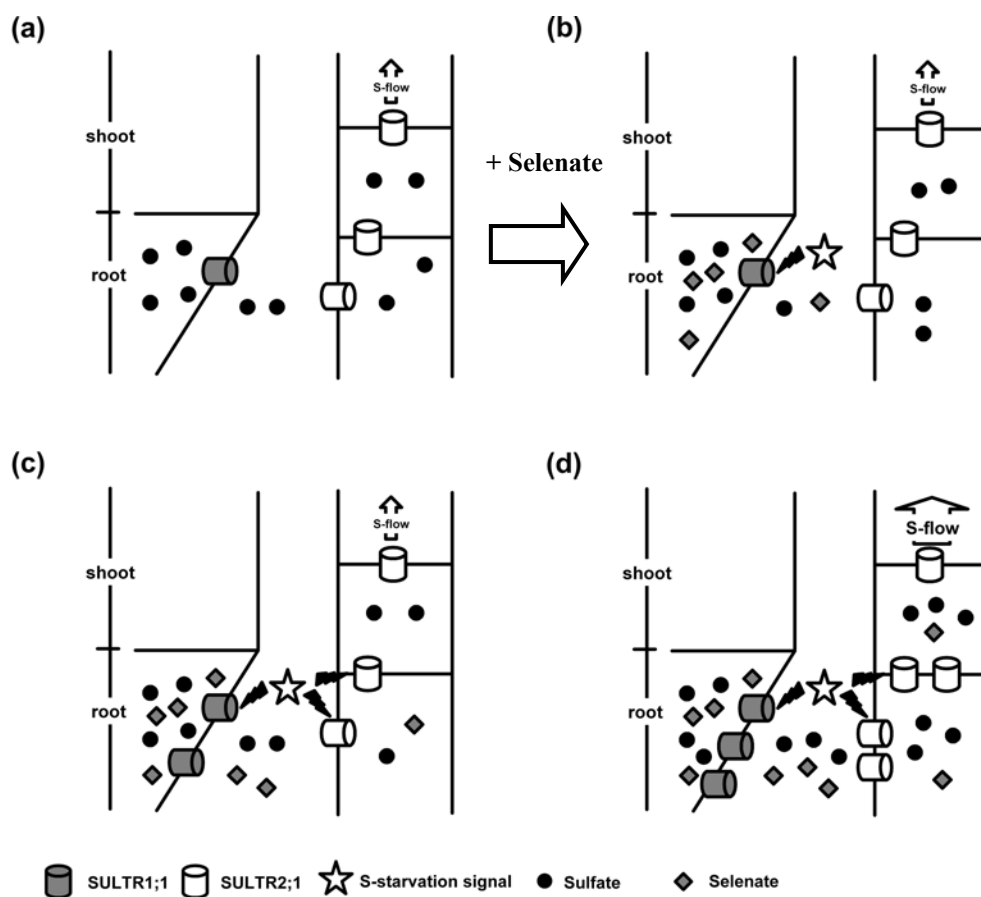 (a)
S-flow
shoot
root
+ Selenate
(b)
S-flow
shoot
root
(c)
S-flow
shoot
root
(d)
S-flow
shoot
root
SULTR1;1
SULTR2;1
S-starvation signal
Sulfate
Selenate